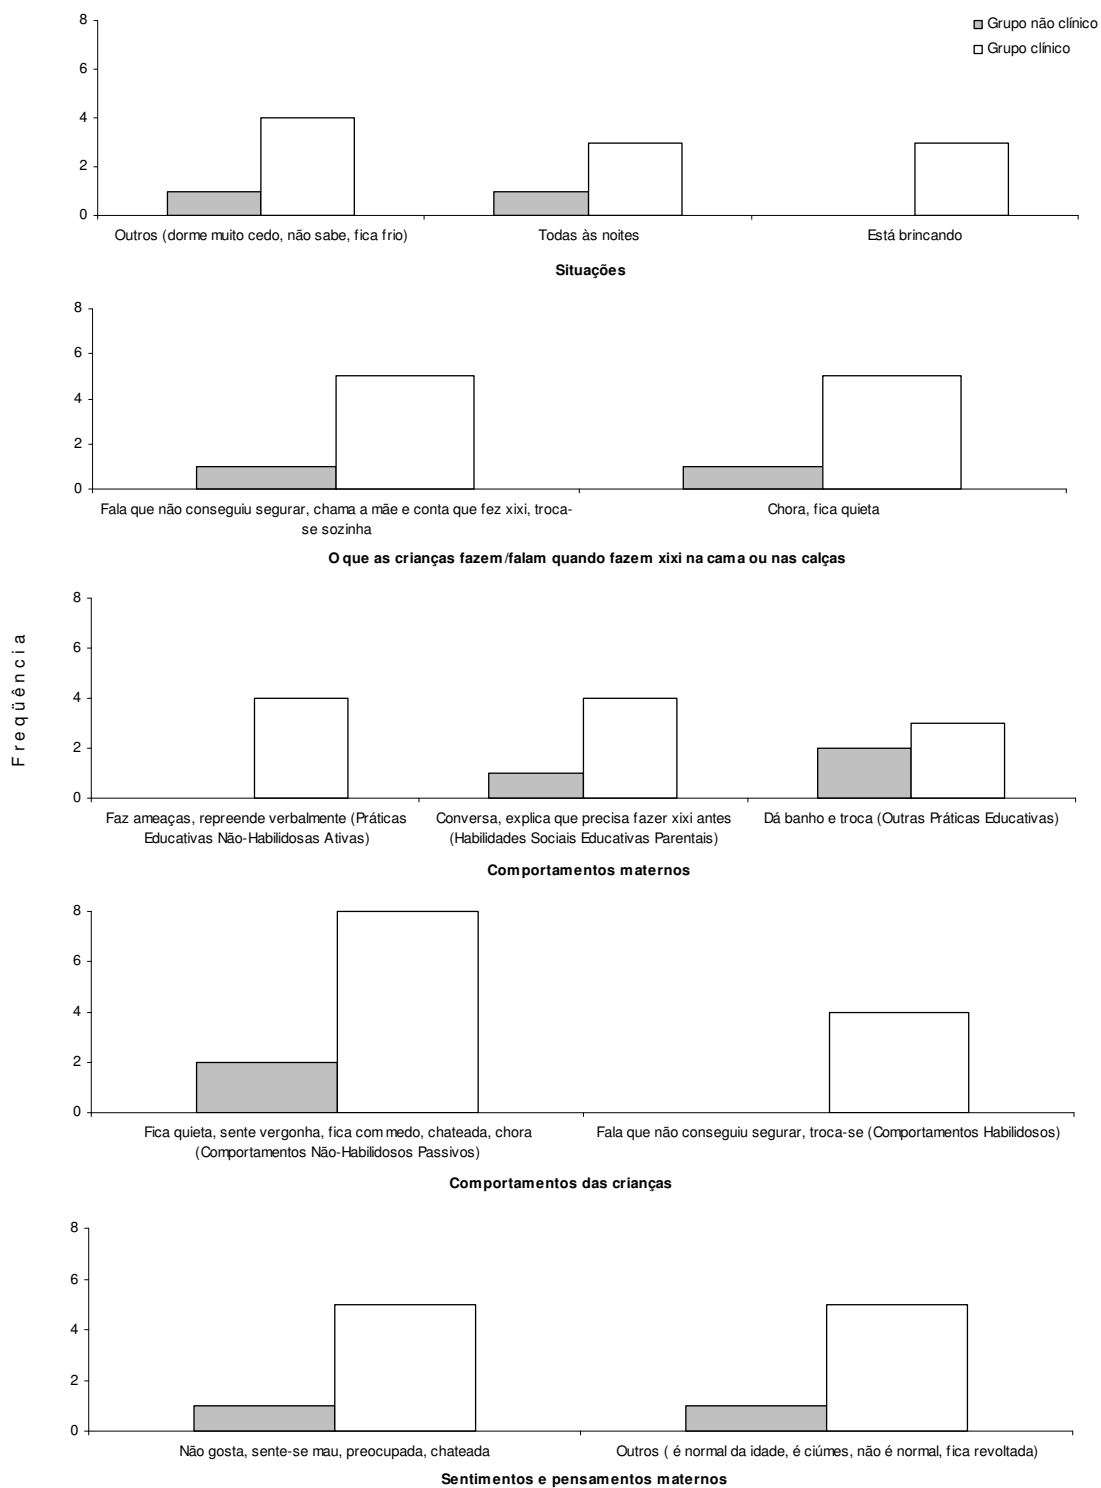 Grupo não clínico
Grupo clínico
8
6
4
2
0
Outros (dorme muito cedo, não sabe, fica frio)
Todas às noites
Está brincando
Situações
8
6
4
2
0
Fala que não conseguiu segurar, chama a mãe e conta que fez xixi, troca-
se sozinha
Chora, fica quieta
O que as crianças fazem/falam quando fazem xixi na cama ou nas calças
Freqüência
8
6
4
2
0
Faz ameaças, repreende verbalmente (Práticas
Educativas Não-Habilidosas Ativas)
Conversa, explica que precisa fazer xixi antes
(Habilidades Sociais Educativas Parentais)
Dá banho e troca (Outras Práticas Educativas)
Comportamentos maternos
8
6
4
2
0
Fica quieta, sente vergonha, fica com medo, chateada, chora
(Comportamentos Não-Habilidosos Passivos)
Fala que não conseguiu segurar, troca-se (Comportamentos Habilidosos)
Comportamentos das crianças
8
6
4
2
0
Não gosta, sente-se mau, preocupada, chateada
Outros ( é normal da idade, é ciúmes, não é normal, fica revoltada)
Sentimentos e pensamentos maternos